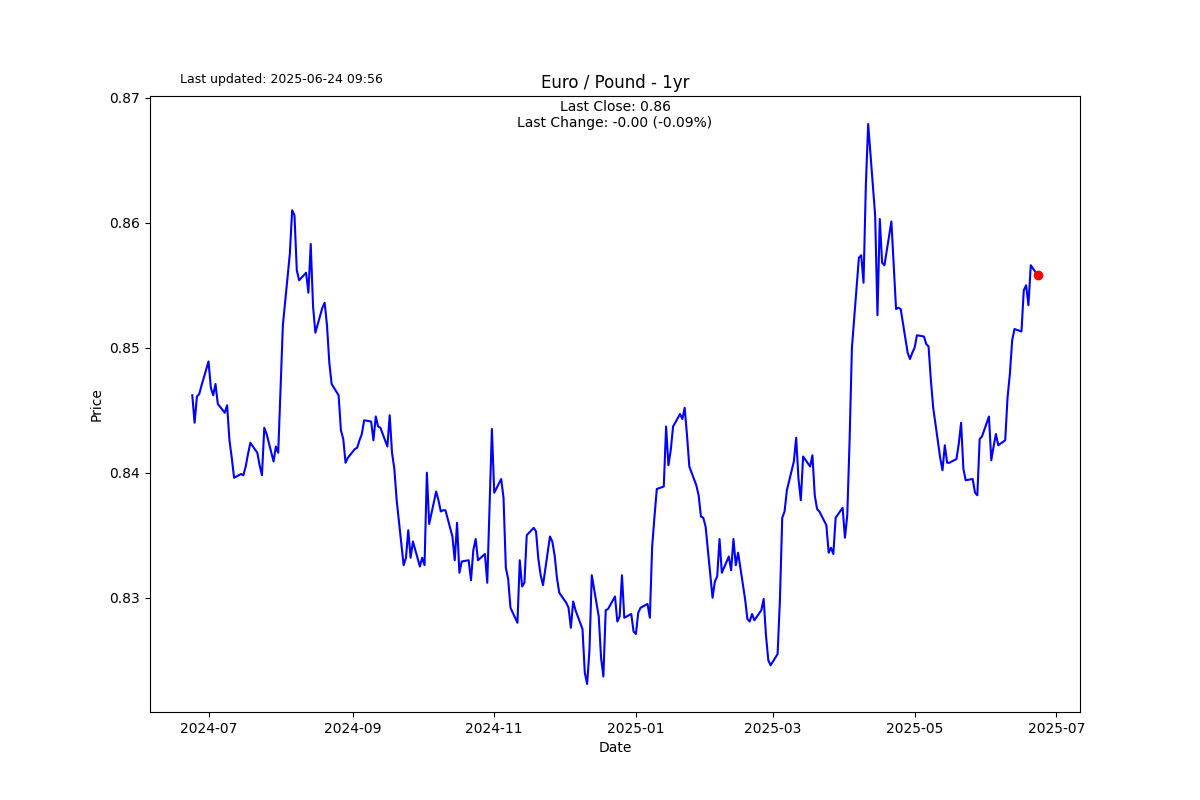 Last updated: 2025-06-24 09:56
Euro / Pound - 1yr
Last Close: 0.86
Last Change: -0.00 (-0.09%)
Price
0.87
0.86
0.85
0.84
0.83
2024-07
2024-09
2024-11
2025-01
2025-03
2025-05
2025-07
Date